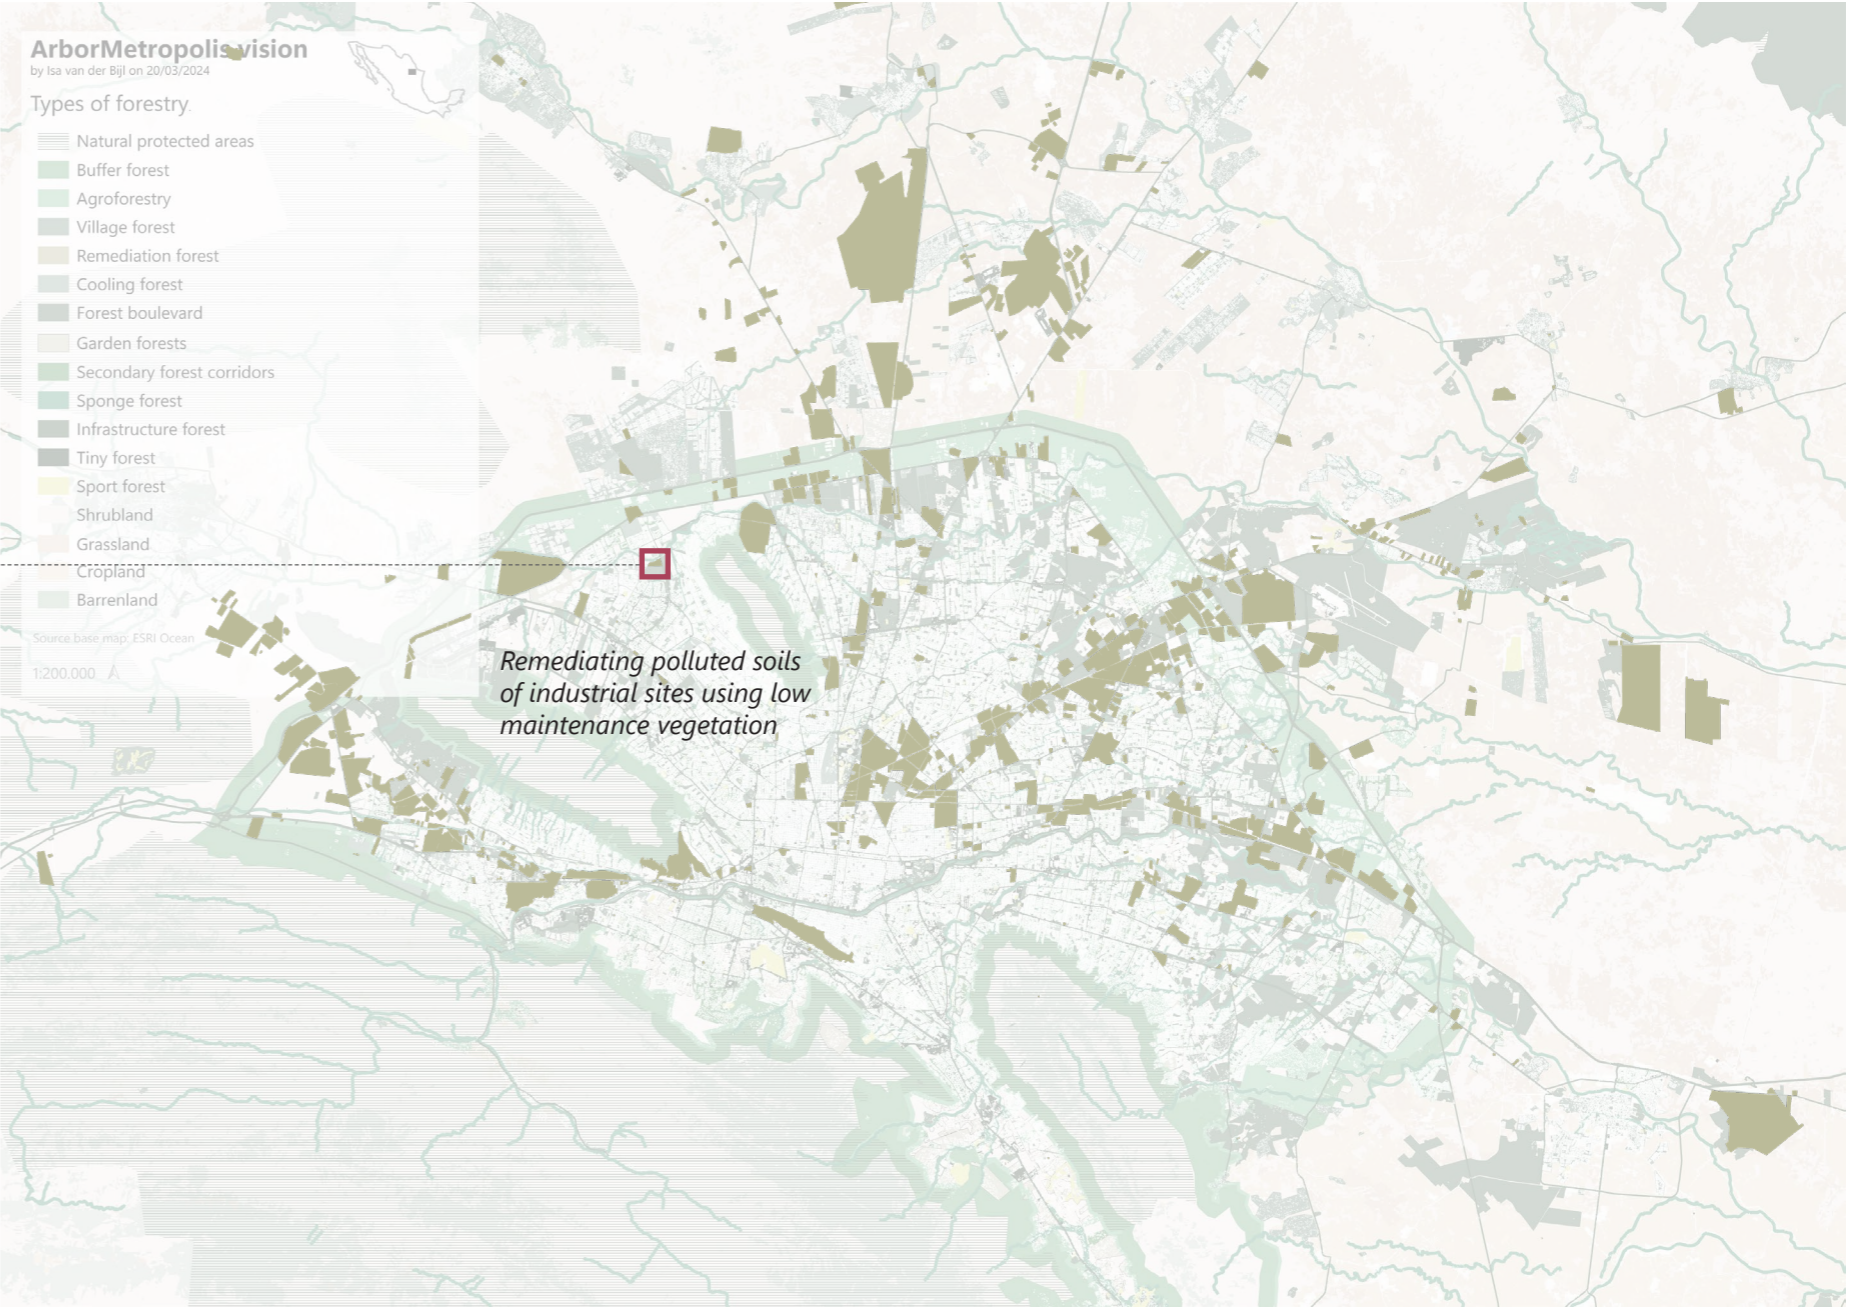 ArborMetropolis vision
by Isa van der Bijl on 20/03/2024
Types of forestry
Natural protected areas
Buffer forest
Agroforestry
Village forest
Remediation forest
Cooling forest
Forest boulevard
Garden forests
Secondary forest corridors
Sponge forest
Infrastructure forest
Tiny forest
Sport forest
Shrubland
Grassland
Cropland
Barrenland
Source base map: ESRI Ocean
1:200.000
Remediating polluted soils
of industrial sites using low
maintenance vegetation